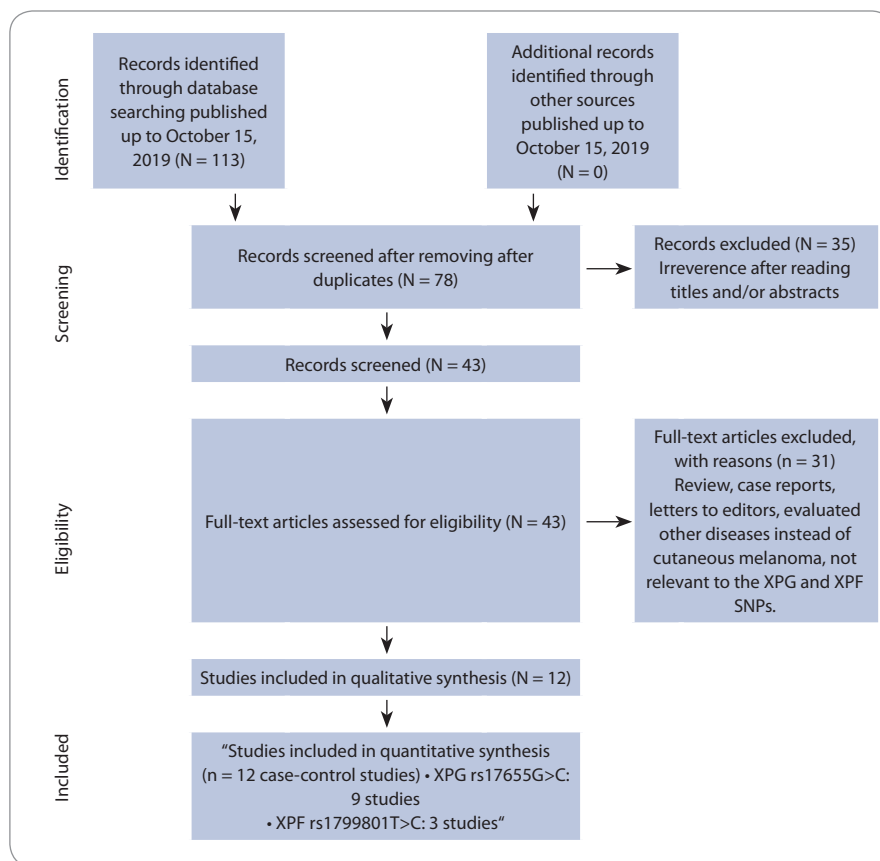 Identification
Records identified
through database
searching published
up to October 15,
2019 (N = 113)
Additional records
identified through
other sources
published up to
October 15, 2019
(N = 0)
Screening
Records screened after removing after
duplicates (N = 78)
Records excluded (N = 35)
Irreverence after reading
titles and/or abstracts
Records screened (N = 43)
Eligibility
Full-text articles assessed for eligibility (N = 43)
Full-text articles excluded,
with reasons (n = 31)
Review, case reports,
letters to editors, evaluated
other diseases instead of
cutaneous melanoma, not
relevant to the XPG and XPF
SNPs.
Studies included in qualitative synthesis (N = 12)
Included
“Studies included in quantitative synthesis
(n = 12 case-control studies) • XPG rs17655G>C:
9 studies
• XPF rs1799801T>C: 3 studies“